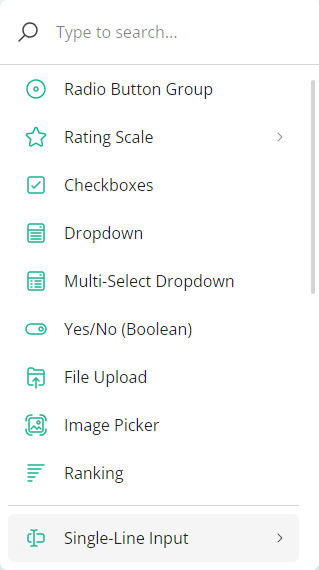 Type to search...
Radio Button Group
Rating Scale
Checkboxes
Dropdown
Multi-Select Dropdown
Yes/No (Boolean)
File Upload
Image Picker
Ranking
Single-Line Input